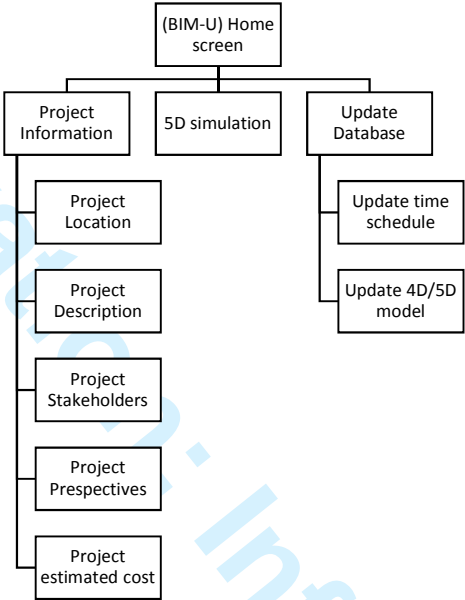 (BIM-U) Home
screen
Project
Information
5D simulation
Update
Database
Project
Location
Update time
schedule
Project
Description
Update 4D/5D
model
Project
Stakeholders
Project
Prespectives
Project
estimated cost